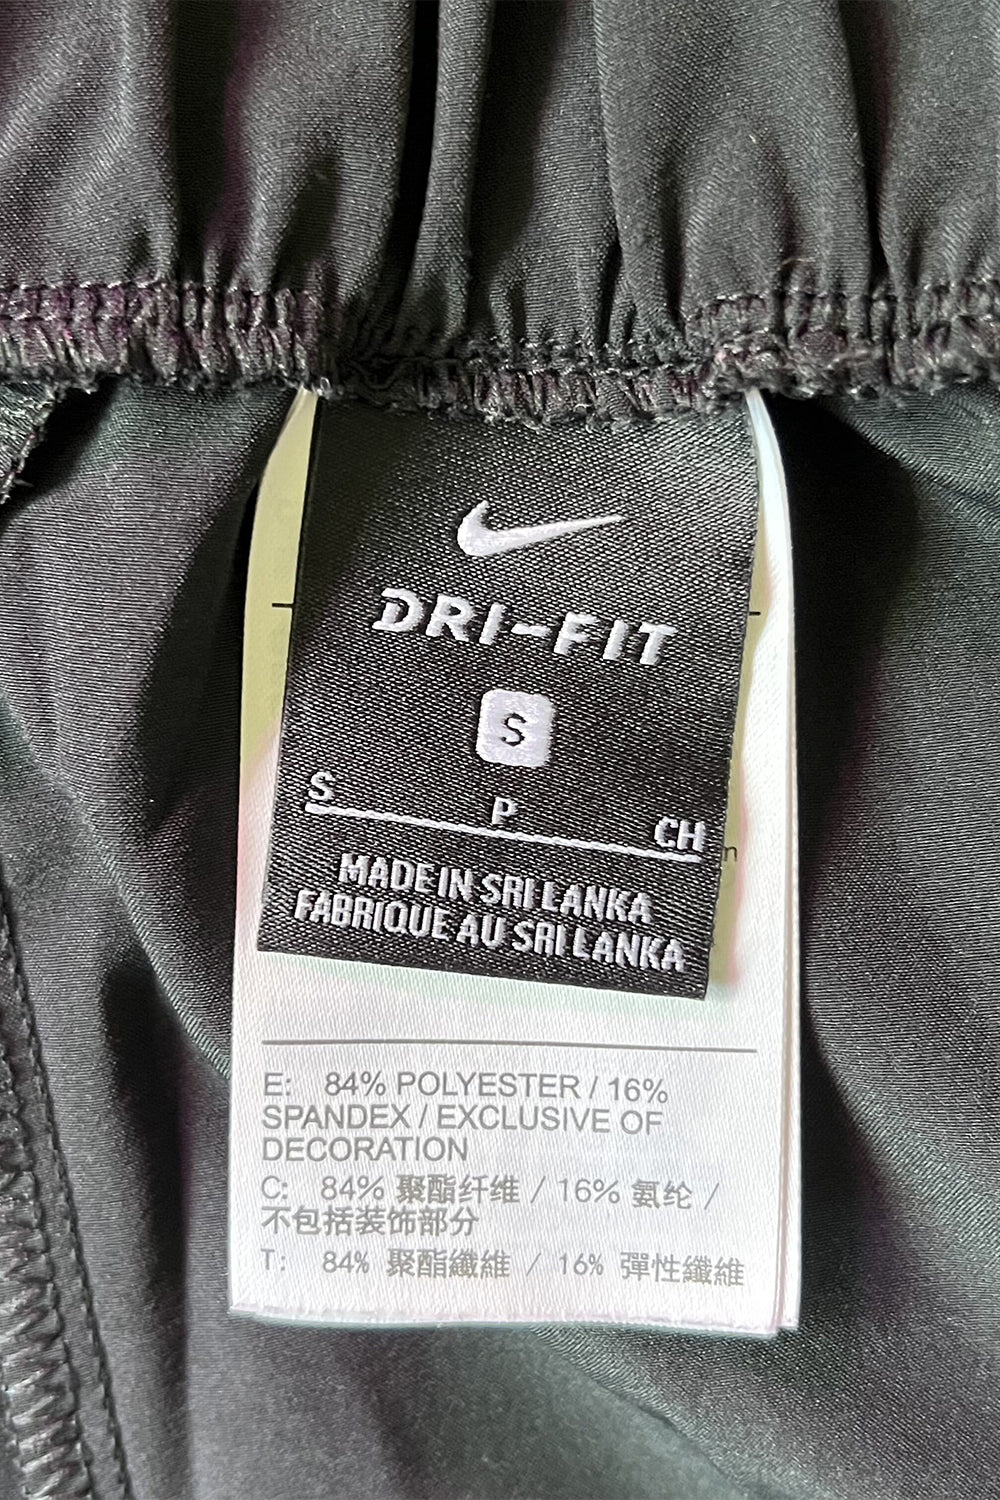 DRI-FIT
S
S P CH
MADE IN SRI LANKA
FABRIQUE AU SRI LANKA
E: 84% POLYESTER / 16%
SPANDEX / EXCLUSIVE OF
DECORATION
C: 84% 聚酯纤维 / 16% 氨纶 /
不包括装饰部分
T: 84% 聚酯纖維 / 16% 彈性纖維